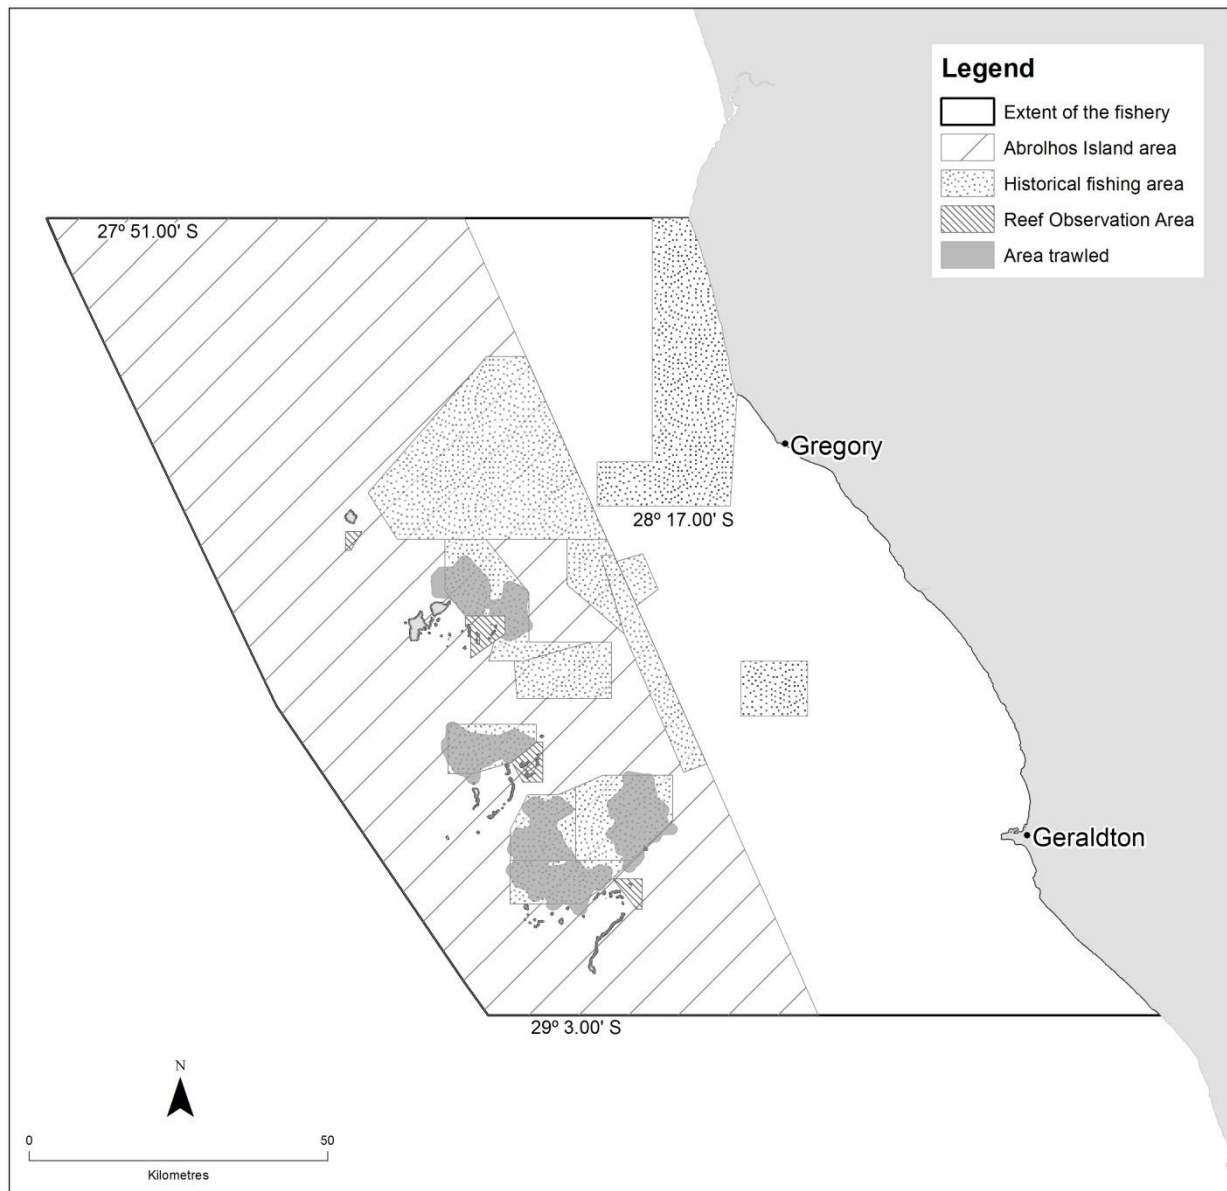 Legend
Extent of the fishery
Abrolhos Island area
Historical fishing area
Reef Observation Area
Area trawled
27º 51.00' S
Gregory
28º 17.00' S
Geraldton
29º 3.00' S
N
0 50
Kilometres